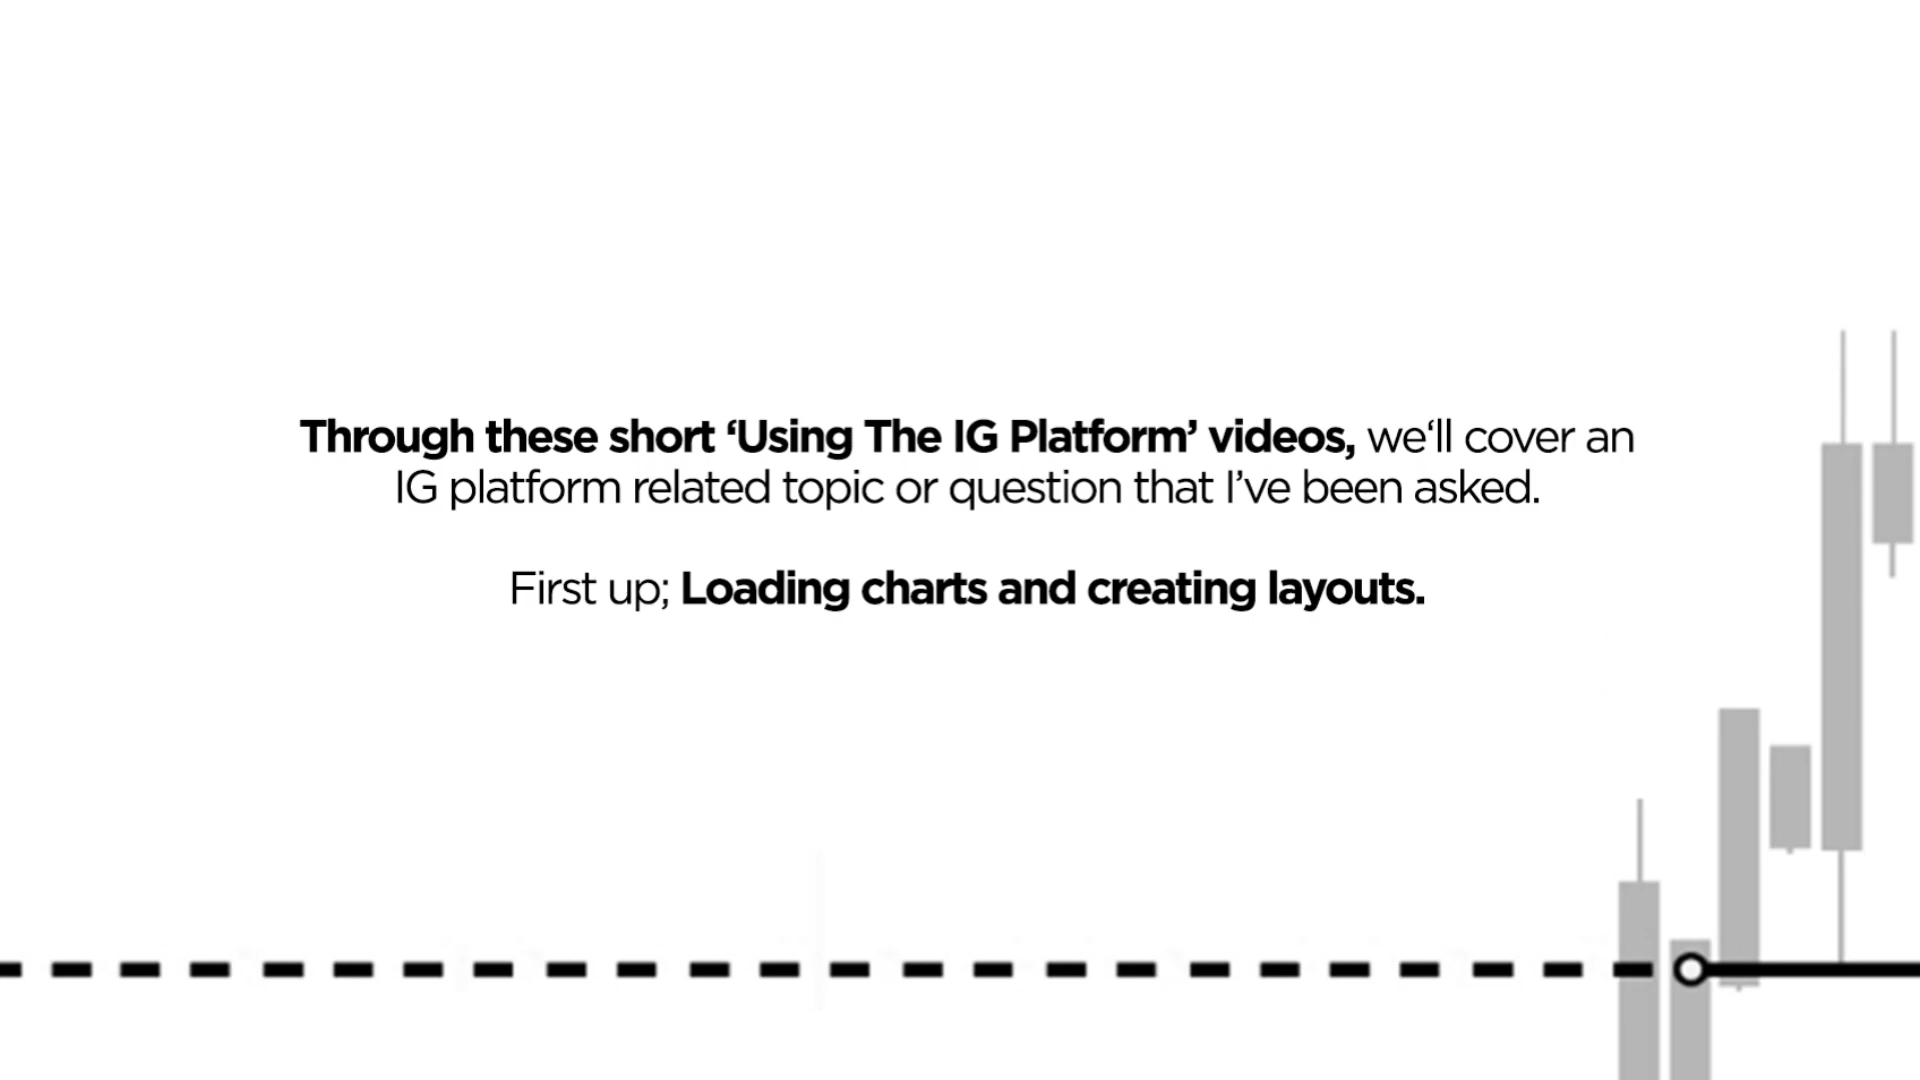 Through these short ‘Using The IG Platform’ videos, we‘ll cover an
IG platform related topic or question that I’ve been asked.
First up; Loading charts and creating layouts.